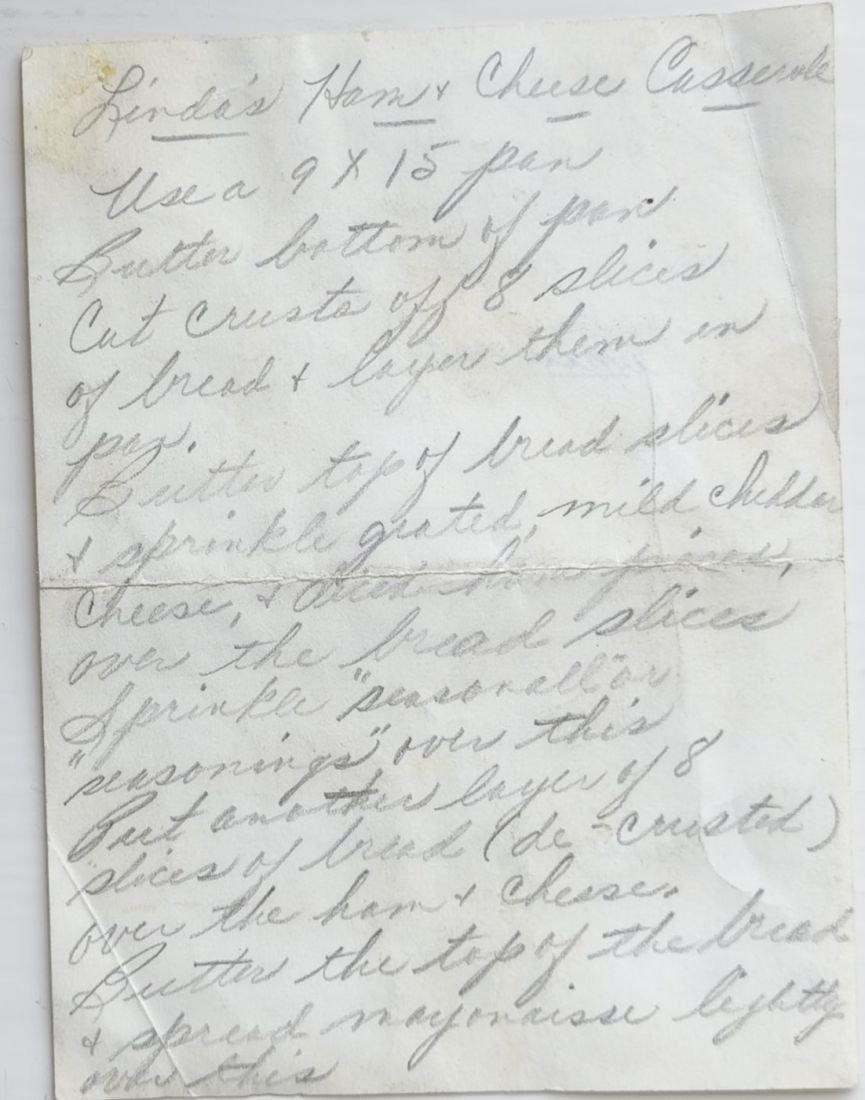 Linda's Ham & Cheese Casserole
Use a 9 X 15 pan
Butter bottom of pan
Cut crusts off 8 slices
of bread & layer them in
pan.
Butter top of bread slices
& sprinkle grated, mild chedder
cheese, & diced ham pieces,
over the bread slices
Sprinkle "seasonall" or
"seasonings" over this
Put another layer of 8
slices of bread (de-crusted)
over the ham & cheese.
Butter the top of the bread
& spread mayonaisse lightly
over this